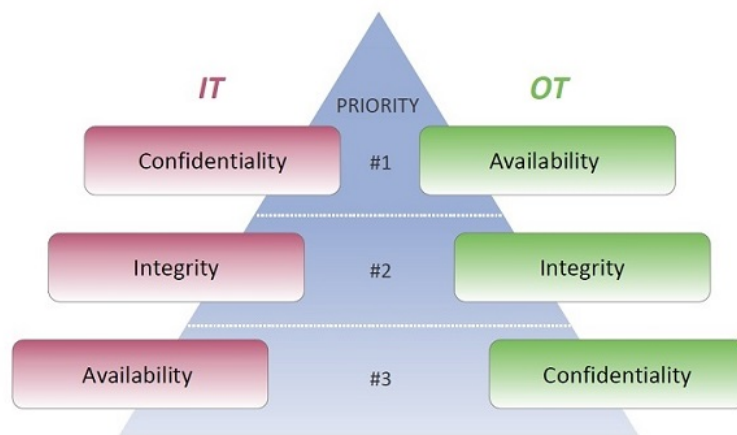 IT
OT
PRIORITY
Confidentiality
#1
Availability
Integrity
#2
Integrity
Availability
#3
Confidentiality